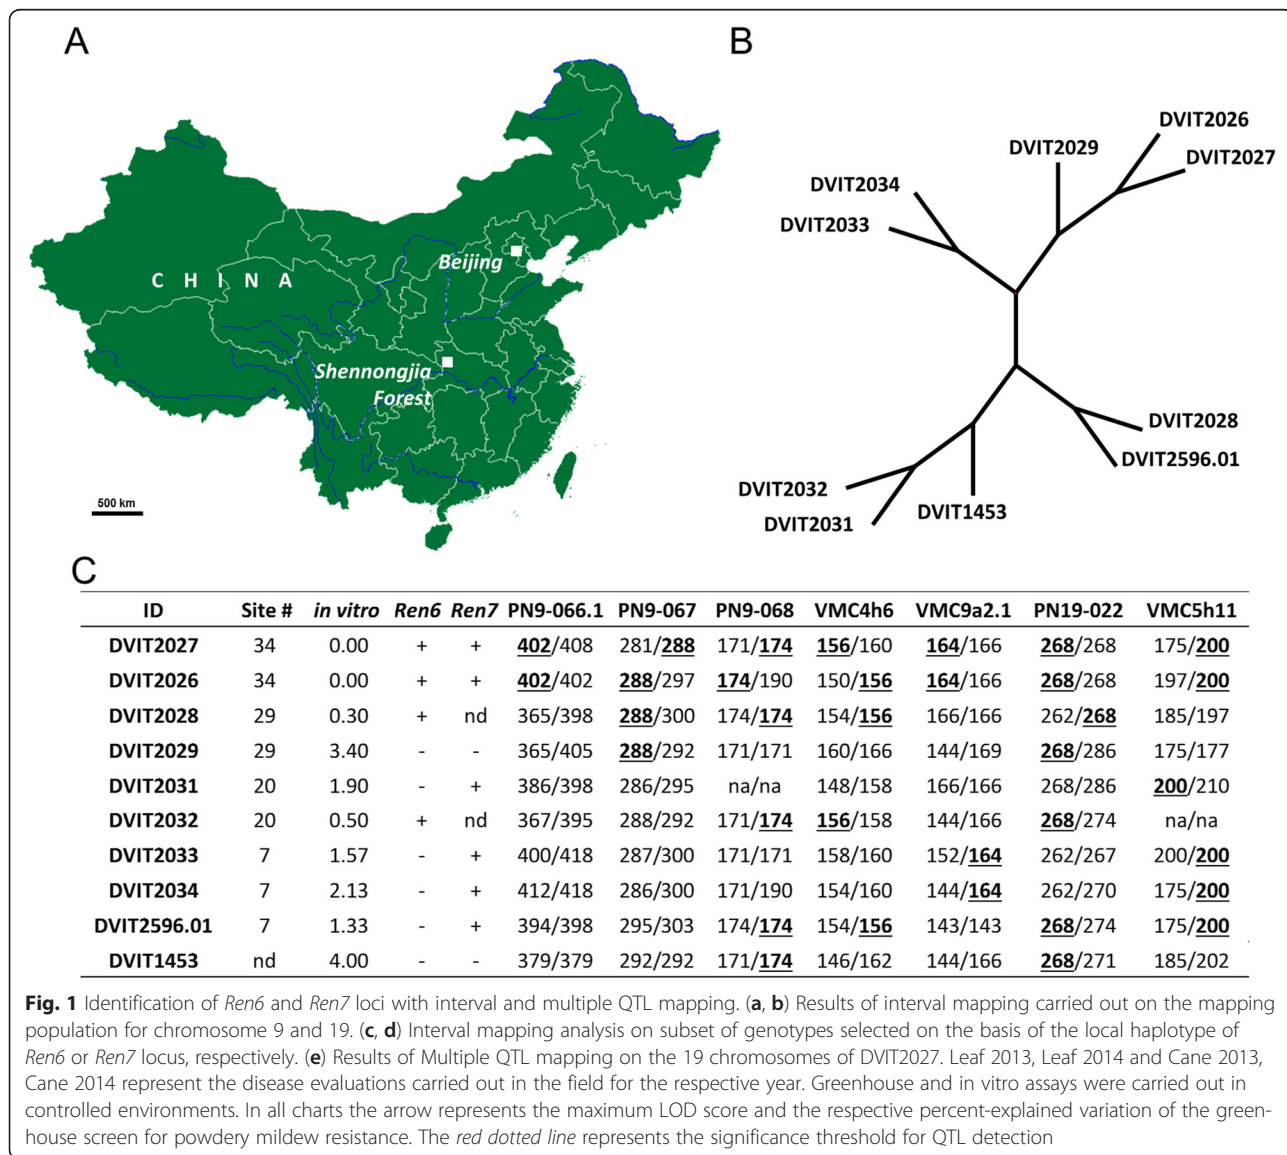 A
B
CHINA
Beijing
Shennongjia
Forest
500 km
DVIT2026
DVIT2029
DVIT2027
DVIT2034
DVIT2033
DVIT2028
DVIT2596.01
DVIT2032
DVIT1453
DVIT2031
C
ID Site # in vitro Ren6 Ren7 PN9-066.1 PN9-067 PN9-068 VMC4h6 VMC9a2.1 PN19-022 VMC5h11
DVIT2027 34 0.00 + + 402/408 281/288 171/174 156/160 164/166 268/268 175/200
DVIT2026 34 0.00 + + 402/402 288/297 174/190 150/156 164/166 268/268 197/200
DVIT2028 29 0.30 + nd 365/398 288/300 174/174 154/156 166/166 262/268 185/197
DVIT2029 29 3.40 - - 365/405 288/292 171/171 160/166 144/169 268/286 175/177
DVIT2031 20 1.90 - + 386/398 286/295 na/na 148/158 166/166 268/286 200/210
DVIT2032 20 0.50 + nd 367/395 288/292 171/174 156/158 144/166 268/274 na/na
DVIT2033 7 1.57 - + 400/418 287/300 171/171 158/160 152/164 262/267 200/200
DVIT2034 7 2.13 - + 412/418 286/300 171/190 154/160 144/164 262/270 175/200
DVIT2596.01 7 1.33 - + 394/398 295/303 174/174 154/156 143/143 268/274 175/200
DVIT1453 nd 4.00 - - 379/379 292/292 171/174 146/162 144/166 268/271 185/202
Fig. 1 Identification of Ren6 and Ren7 loci with interval and multiple QTL mapping. (a, b) Results of interval mapping carried out on the mapping
population for chromosome 9 and 19. (c, d) Interval mapping analysis on subset of genotypes selected on the basis of the local haplotype of
Ren6 or Ren7 locus, respectively. (e) Results of Multiple QTL mapping on the 19 chromosomes of DVIT2027. Leaf 2013, Leaf 2014 and Cane 2013,
Cane 2014 represent the disease evaluations carried out in the field for the respective year. Greenhouse and in vitro assays were carried out in
controlled environments. In all charts the arrow represents the maximum LOD score and the respective percent-explained variation of the green-
house screen for powdery mildew resistance. The red dotted line represents the significance threshold for QTL detection